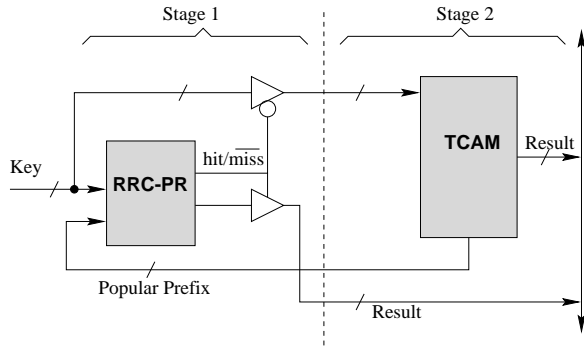 Stage 1
Stage 2
TCAM
Result
hit/miss
Key
RRC-PR
Popular Prefix
Result